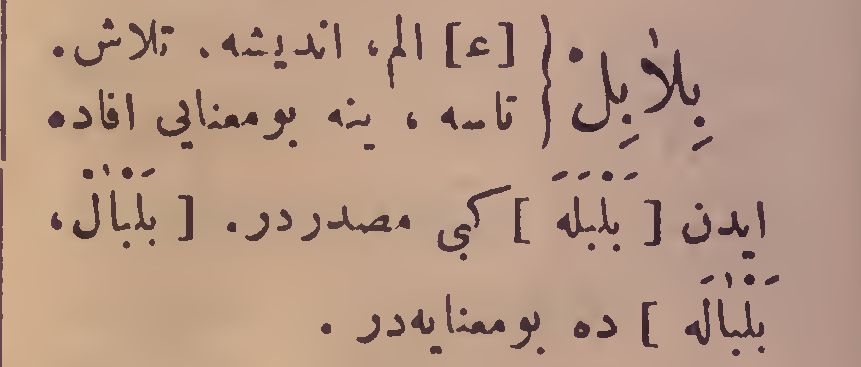 بِلاٰبِلْ { [ع] الم، اندیشه. تلاش.
تاسه، ینه بومعنایی افاده
ایدن [ بَلْبَلَه ] کبی مصدردر. [ بَلْبٰالْ،
بَلْبٰالَه ] ده بومعنایه‌در.